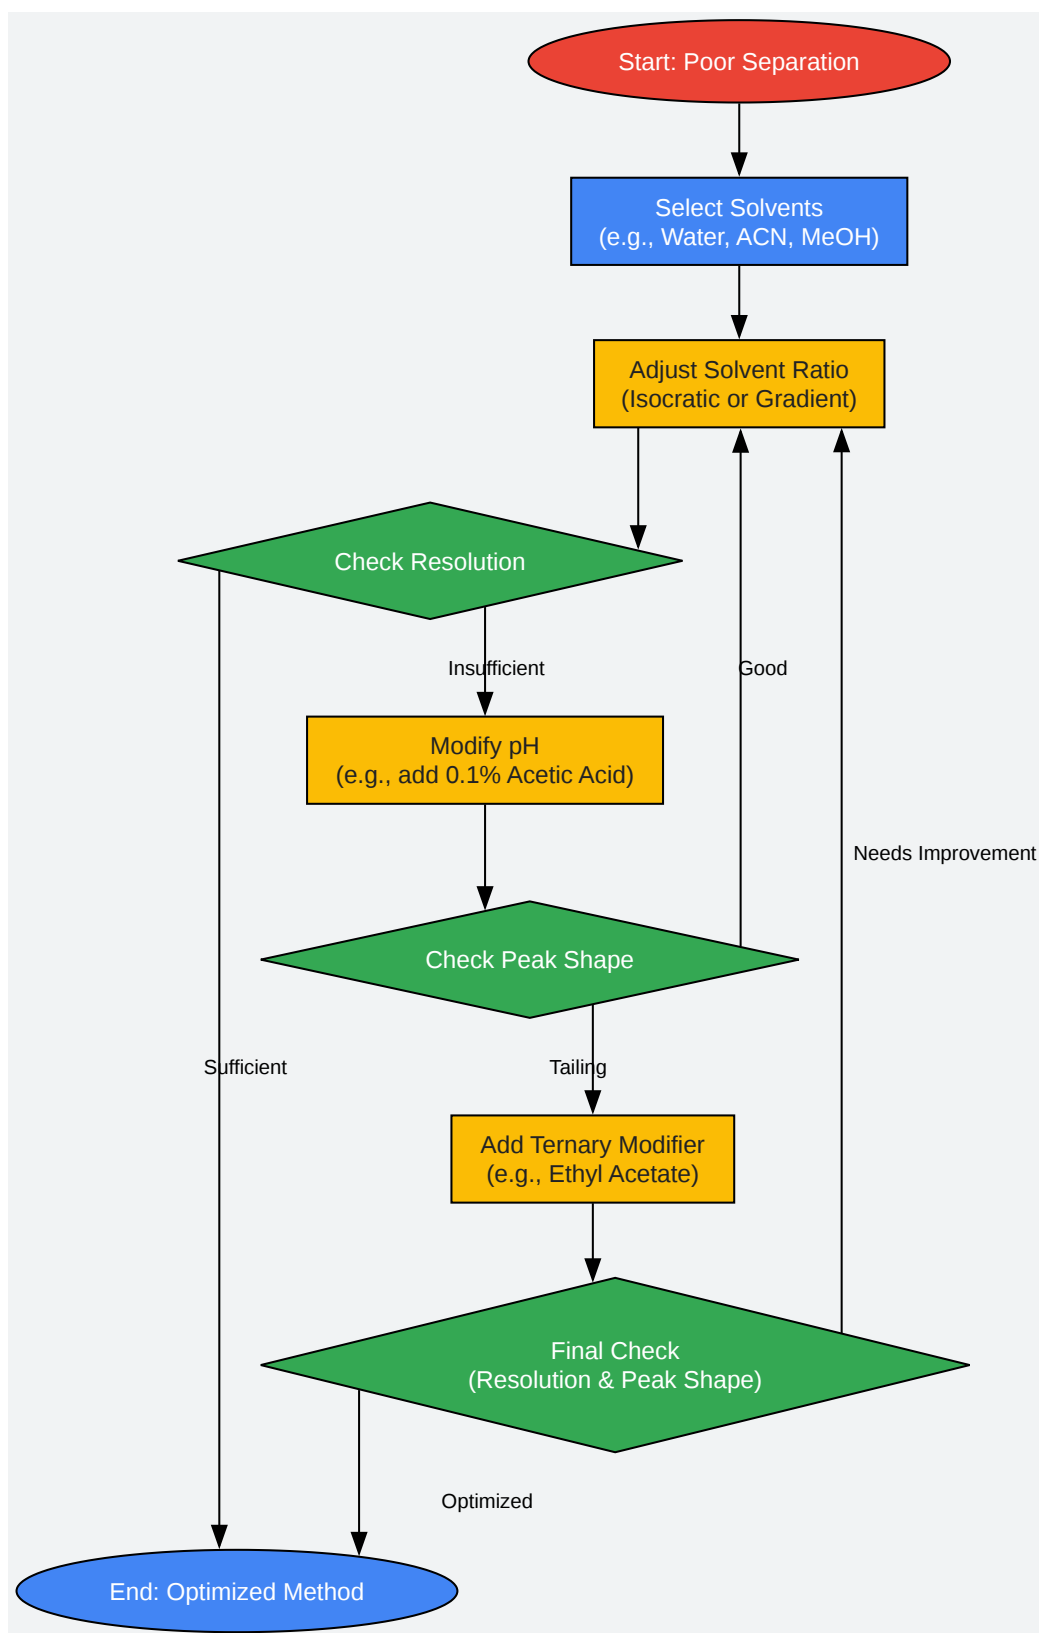 Start: Poor Separation
Select Solvents
(e.g., Water, ACN, MeOH)
Adjust Solvent Ratio
(Isocratic or Gradient)
Check Resolution
Insufficient
Good
Modify pH
(e.g., add 0.1% Acetic Acid)
Needs Improvement
Check Peak Shape
Sufficient
Tailing
Add Ternary Modifier
(e.g., Ethyl Acetate)
Final Check
(Resolution & Peak Shape)
Optimized
End: Optimized Method